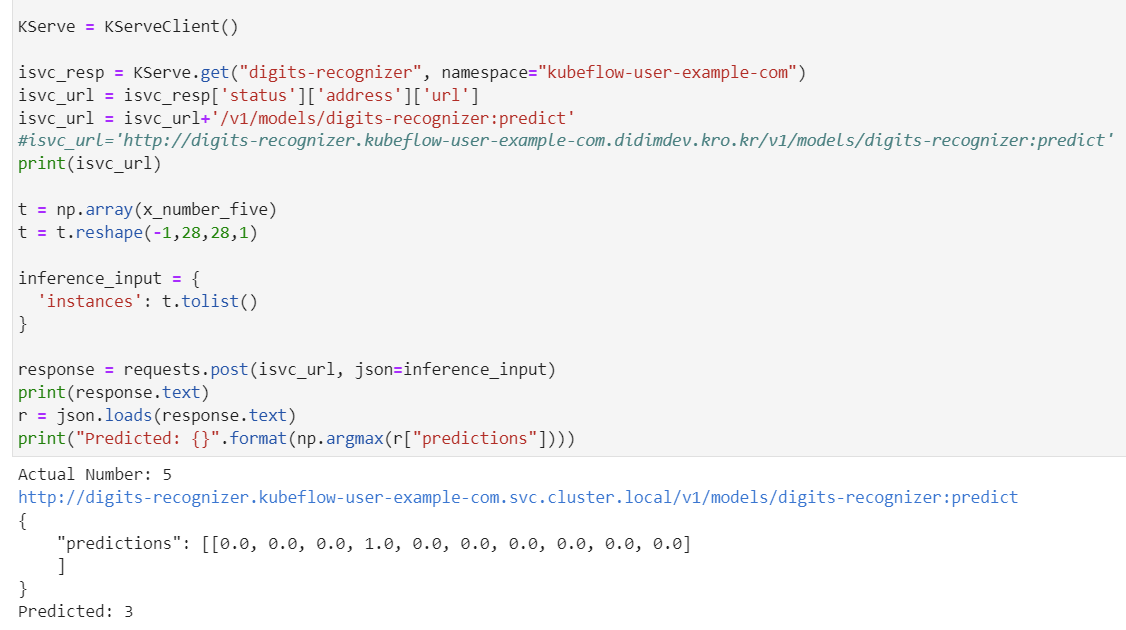 KServe = KServeClient()
isvc_resp = KServe.get("digits-recognizer", namespace="kubeflow-user-example-com")
isvc_url = isvc_resp['status']['address']['url']
isvc_url = isvc_url+'/v1/models/digits-recognizer:predict'
#isvc_url='http://digits-recognizer.kubeflow-user-example-com.didimdev.kro.kr/v1/models/digits-recognizer:predict'
print(isvc_url)
t = np.array(x_number_five)
t = t.reshape(-1,28,28,1)
inference_input = {
  'instances': t.tolist()
}
response = requests.post(isvc_url, json=inference_input)
print(response.text)
r = json.loads(response.text)
print("Predicted: {}".format(np.argmax(r["predictions"])))
Actual Number: 5
http://digits-recognizer.kubeflow-user-example-com.svc.cluster.local/v1/models/digits-recognizer:predict
{
    "predictions": [[0.0, 0.0, 0.0, 1.0, 0.0, 0.0, 0.0, 0.0, 0.0, 0.0]
    ]
}
Predicted: 3